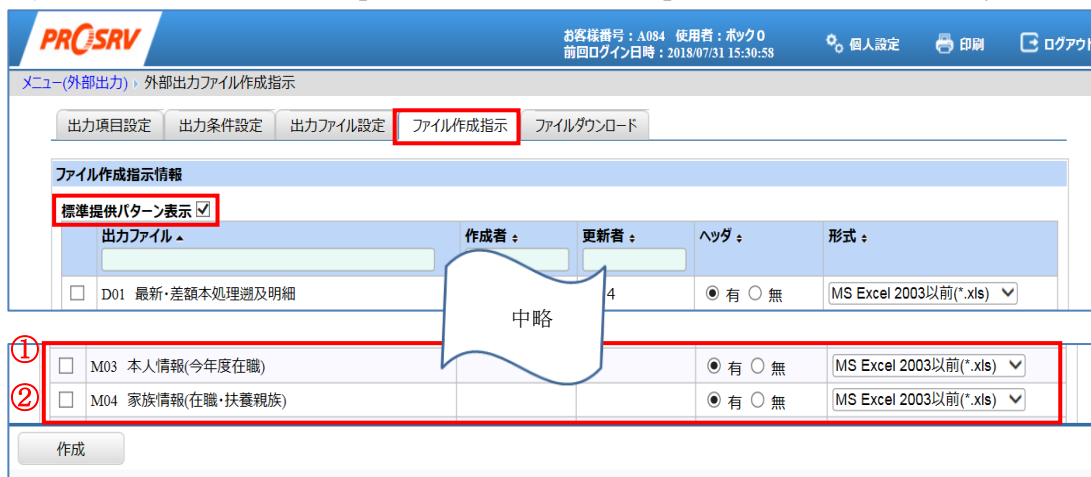 PROSRV
お客様番号：A084 使用者：ボック０
前回ログイン日時：2018/07/31 15:30:58
個人設定 印刷 ログアウト
メニュー(外部出力) 外部出力ファイル作成指示
出力項目設定 出力条件設定 出力ファイル設定 ファイル作成指示 ファイルダウンロード
ファイル作成指示情報
標準提供パターン表示
出力ファイル 作成者 更新者 ヘッダ 形式
D01 最新・差額本処理遡及明細 4 有 無 MS Excel 2003以前(*.xls)
中略
① M03 本人情報(今年度在職) 有 無 MS Excel 2003以前(*.xls)
② M04 家族情報(在職・扶養親族) 有 無 MS Excel 2003以前(*.xls)
作成